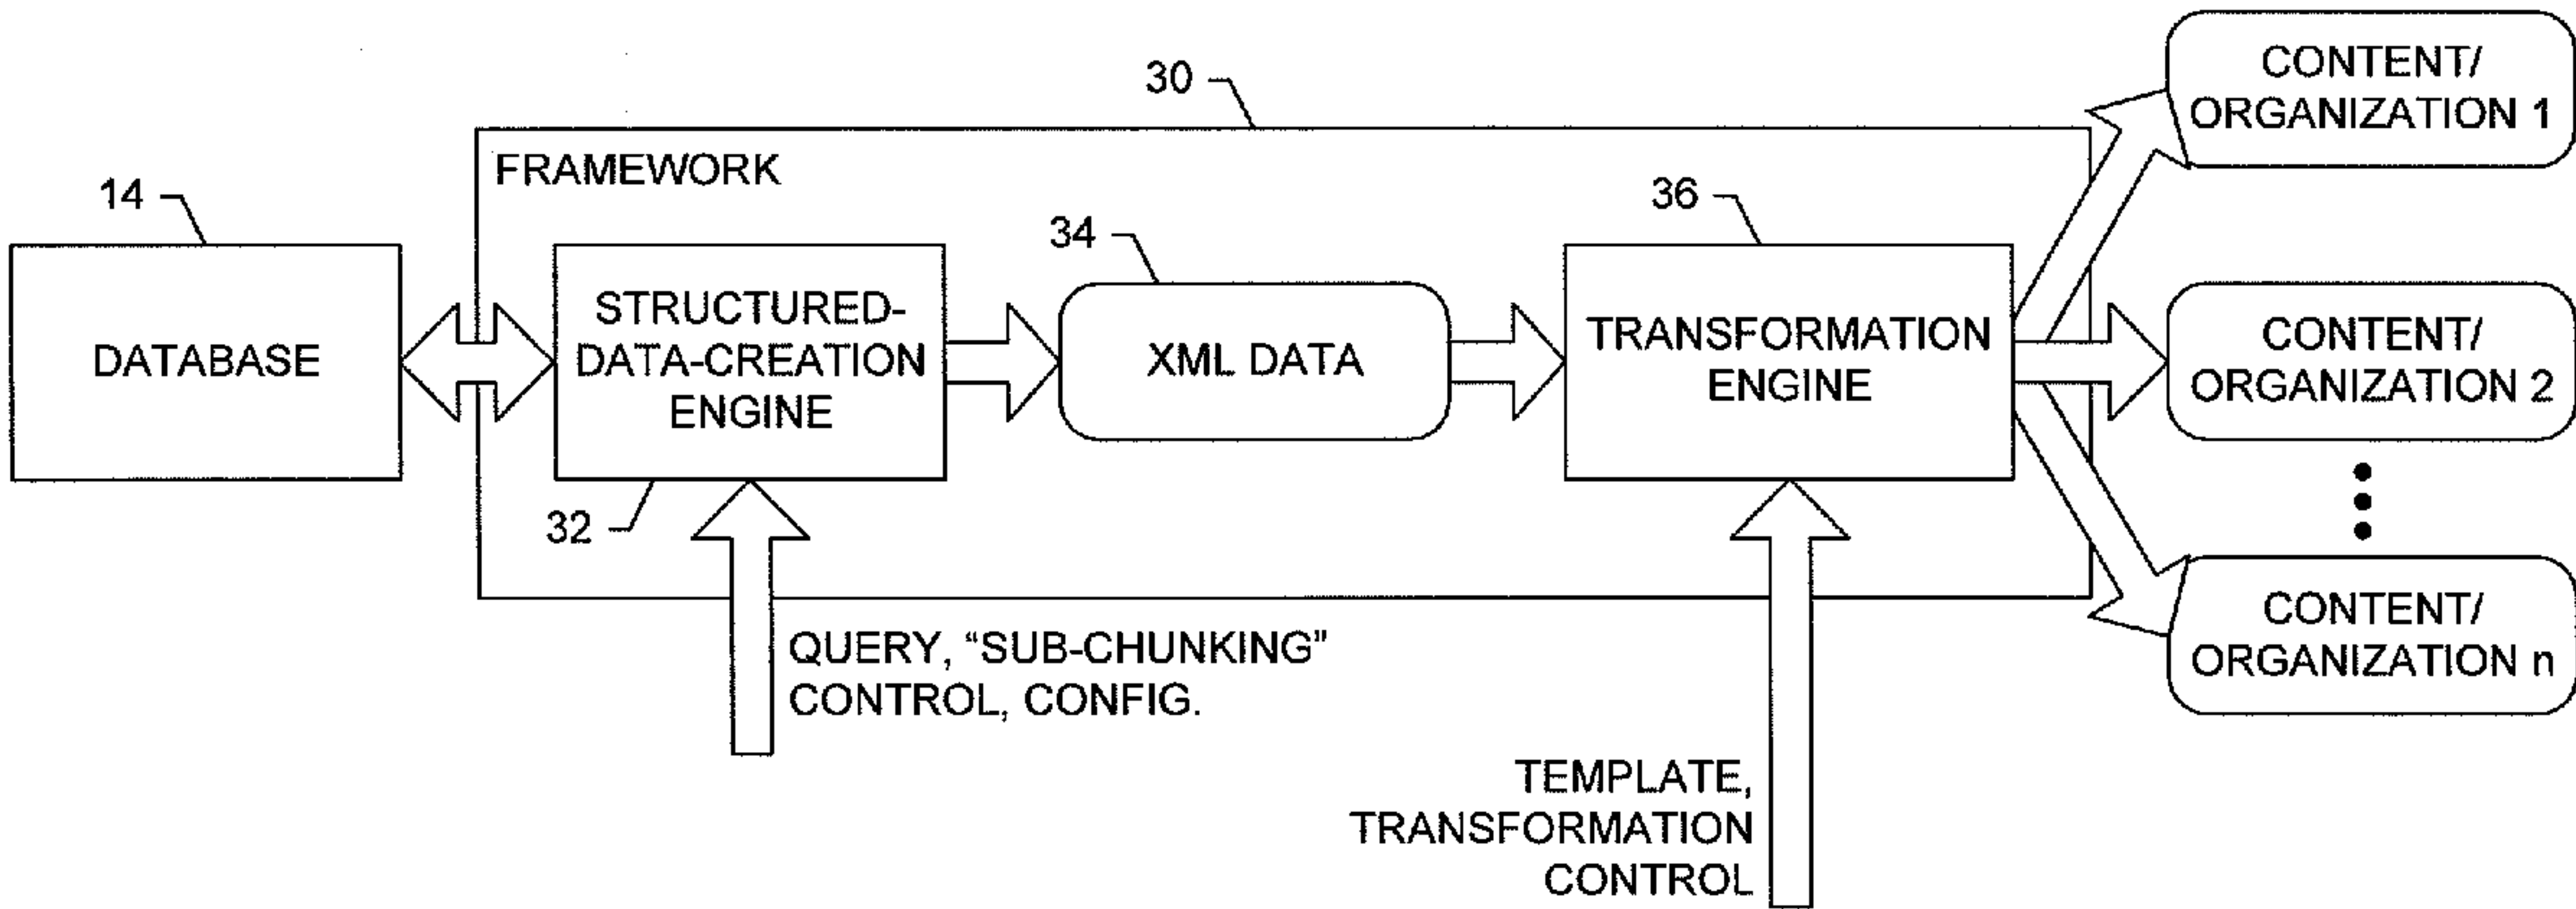 30
CONTENT/
ORGANIZATION 1
FRAMEWORK
14
36
34
32
DATABASE
STRUCTURED-
DATA-CREATION
ENGINE
XML DATA
TRANSFORMATION
ENGINE
CONTENT/
ORGANIZATION 2
QUERY, “SUB-CHUNKING”
CONTROL, CONFIG.
CONTENT/
ORGANIZATION n
TEMPLATE,
TRANSFORMATION
CONTROL